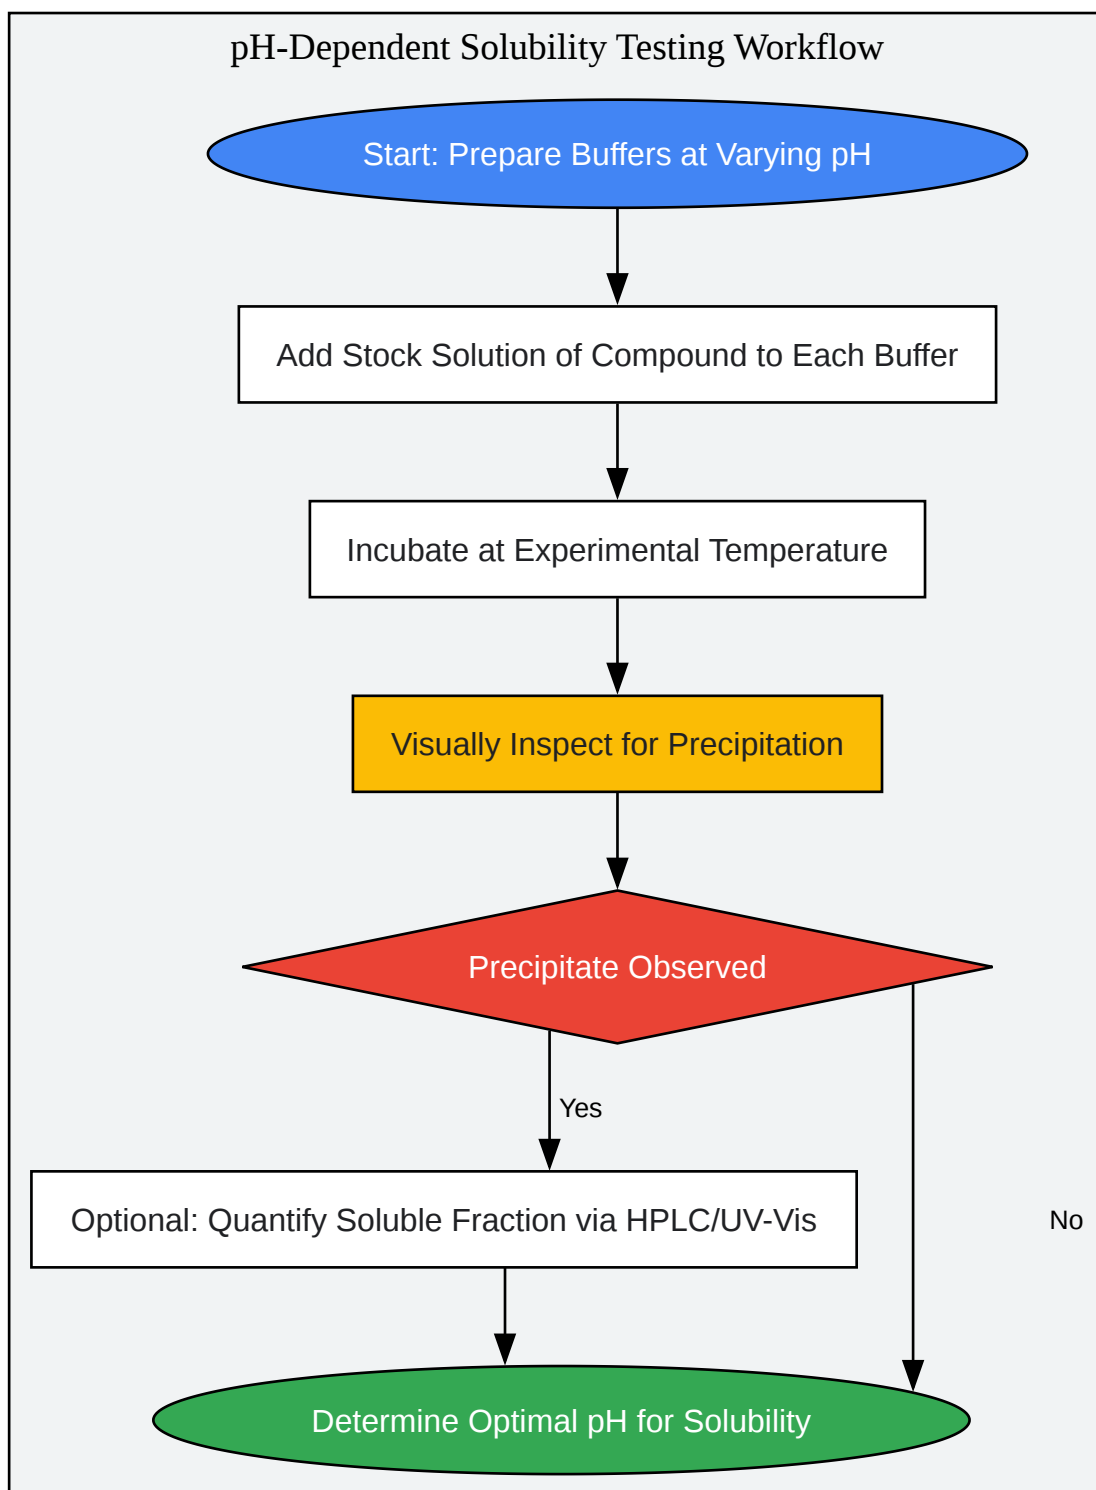 pH-Dependent Solubility Testing Workflow
Start: Prepare Buffers at Varying pH
Add Stock Solution of Compound to Each Buffer
Incubate at Experimental Temperature
Visually Inspect for Precipitation
Precipitate Observed
Yes
Optional: Quantify Soluble Fraction via HPLC/UV-Vis
No
Determine Optimal pH for Solubility